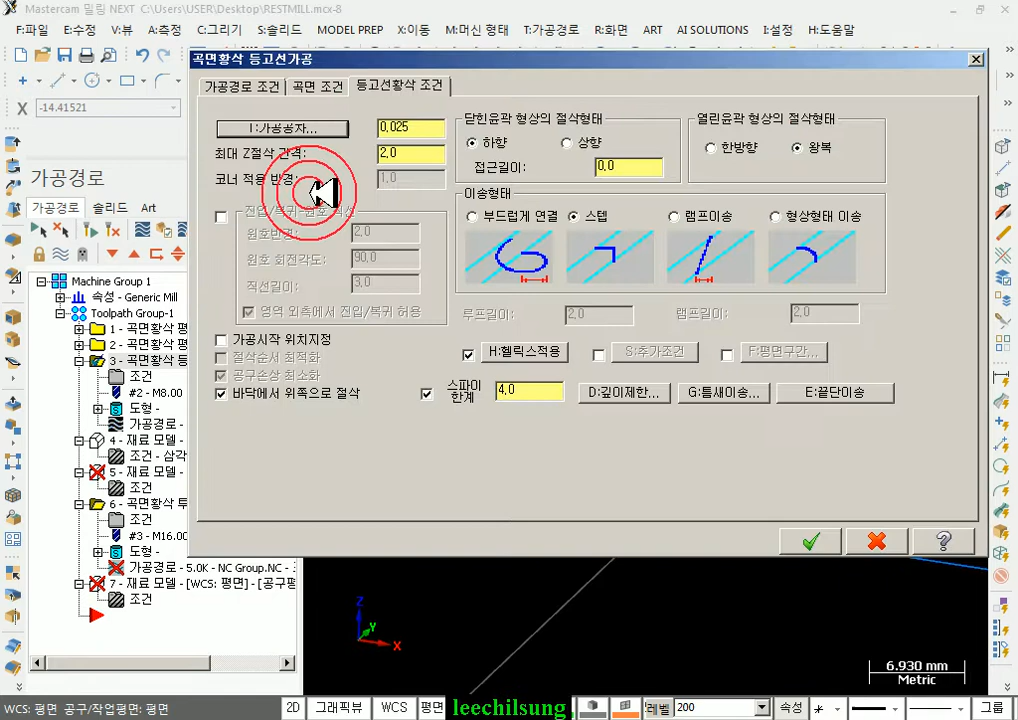 Mastercam 밀링 NEXT C:\Users\USER\Desktop\RESTMILL.mcx-8
F:파일 E:수정 V:뷰 A:측정 C:그리기 S:솔리드 MODEL PREP X:이동 M:머신 형태 T:가공경로 R:화면 ART AI SOLUTIONS I:설정 H:도움말
곡면황삭 등고선가공
가공경로 조건 곡면 조건 등고선황삭 조건
X -14.41521
T:가공공차... 0,025
최대 Z절삭 간격: 2,0
코너 적용 반경: 1,0
닫힌윤곽 형상의 절삭형태
하향 상향
접근길이: 0,0
열린윤곽 형상의 절삭형태
한방향 왕복
진입/복귀 원호 직선
원호반경: 2,0
원호 회전각도: 90,0
직선길이: 3,0
영역 외측에서 진입/복귀 허용
이송형태
부드럽게 연결 스텝 램프이송 형상형태 이송
루프길이: 2,0 램프길이: 2,0
가공시작 위치지정
절삭순서 최적화
공구손상 최소화
바닥에서 위쪽으로 절삭
H:헬릭스적용 S:추가조건 F:평면구간...
스파이 한계 4,0 D:깊이제한... G:틈새이송... E:끝단이송
가공경로
가공경로 솔리드 Art
Machine Group-1
속성 - Generic Mill
Toolpath Group-1
1 - 곡면황삭 평
2 - 곡면황삭 평
3 - 곡면황삭 등
조건
#2 - M8.00
도형 -
가공경로 -
4 - 재료 모델 -
조건 - 삼각
5 - 재료 모델 -
조건
6 - 곡면황삭 투
조건
#3 - M16.00
도형 -
가공경로 - 5.0K - NC Group.NC -
7 - 재료 모델 - [WCS: 평면] - [공구평
조건
Z
Y
X
6.930 mm
Metric
WCS: 평면 공구/작업평면: 평면 2D 그래픽뷰 WCS 평면 leechilsung 레벨 200 속성 그룹